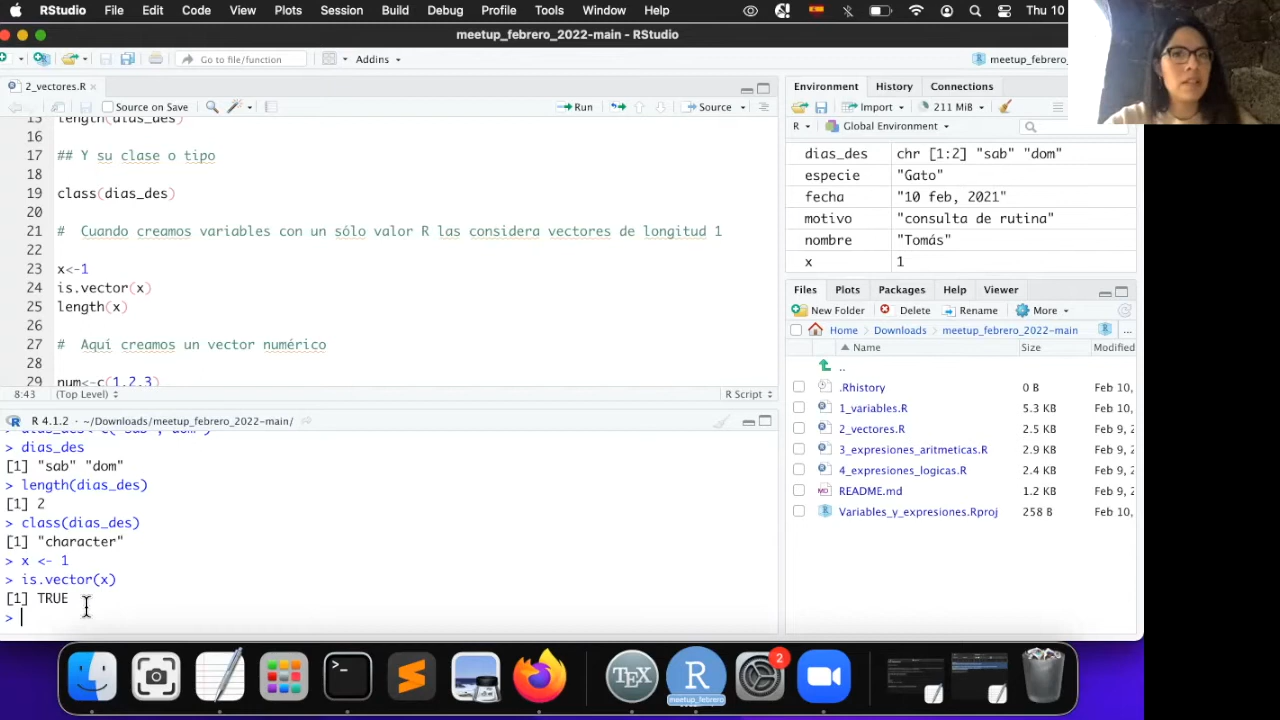 RStudio File Edit Code View Plots Session Build Debug Profile Tools Window Help Thu 10
meetup_febrero_2022-main - RStudio
Go to file/function Addins meetup_febrero_
2_vectores.R
Source on Save Run Source
15 length(dias_des)
16
17 ## Y su clase o tipo
18
19 class(dias_des)
20
21 # Cuando creamos variables con un sólo valor R las considera vectores de longitud 1
22
23 x<-1
24 is.vector(x)
25 length(x)
26
27 # Aquí creamos un vector numérico
28
29 num<-c(1,2,3)
8:43 (Top Level) R Script
R 4.1.2 · ~/Downloads/meetup_febrero_2022-main/
> dias_des<-c("sab", "dom")
> dias_des
[1] "sab" "dom"
> length(dias_des)
[1] 2
> class(dias_des)
[1] "character"
> x <- 1
> is.vector(x)
[1] TRUE
>
Environment History Connections
Import 211 MiB
R Global Environment
dias_des chr [1:2] "sab" "dom"
especie "Gato"
fecha "10 feb, 2021"
motivo "consulta de rutina"
nombre "Tomás"
x 1
Files Plots Packages Help Viewer
New Folder Delete Rename More
Home Downloads meetup_febrero_2022-main ...
Name Size Modified
..
.Rhistory 0 B Feb 10,
1_variables.R 5.3 KB Feb 10,
2_vectores.R 2.5 KB Feb 9, 2
3_expresiones_aritmeticas.R 2.9 KB Feb 9, 2
4_expresiones_logicas.R 2.4 KB Feb 9, 2
README.md 1.2 KB Feb 9, 2
Variables_y_expresiones.Rproj 258 B Feb 10,
TEX
R
2
meetup_febrero